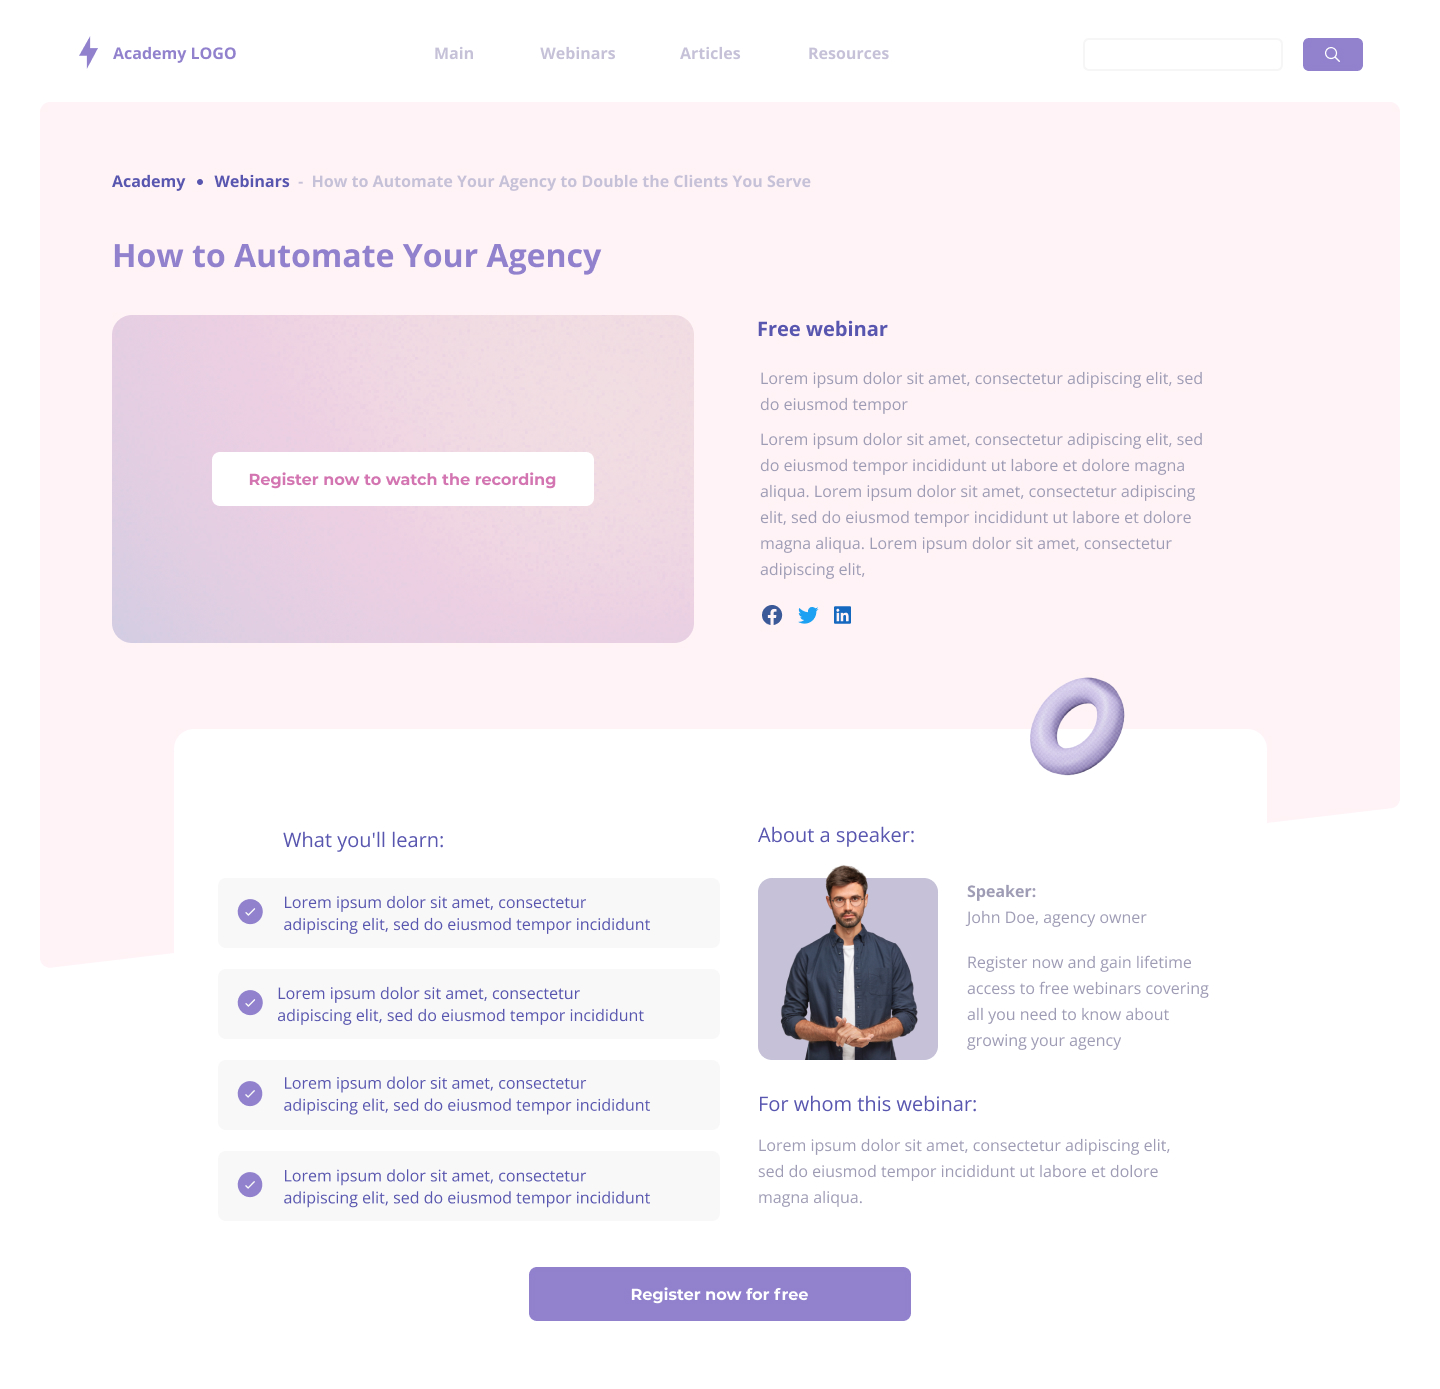 Academy LOGO
Main
Webinars
Articles
Resources
Academy • Webinars - How to Automate Your Agency to Double the Clients You Serve
How to Automate Your Agency
Register now to watch the recording
Free webinar
Lorem ipsum dolor sit amet, consectetur adipiscing elit, sed
do eiusmod tempor
Lorem ipsum dolor sit amet, consectetur adipiscing elit, sed
do eiusmod tempor incididunt ut labore et dolore magna
aliqua. Lorem ipsum dolor sit amet, consectetur adipiscing
elit, sed do eiusmod tempor incididunt ut labore et dolore
magna aliqua. Lorem ipsum dolor sit amet, consectetur
adipiscing elit,
What you'll learn:
Lorem ipsum dolor sit amet, consectetur
adipiscing elit, sed do eiusmod tempor incididunt
Lorem ipsum dolor sit amet, consectetur
adipiscing elit, sed do eiusmod tempor incididunt
Lorem ipsum dolor sit amet, consectetur
adipiscing elit, sed do eiusmod tempor incididunt
Lorem ipsum dolor sit amet, consectetur
adipiscing elit, sed do eiusmod tempor incididunt
About a speaker:
Speaker:
John Doe, agency owner
Register now and gain lifetime
access to free webinars covering
all you need to know about
growing your agency
For whom this webinar:
Lorem ipsum dolor sit amet, consectetur adipiscing elit,
sed do eiusmod tempor incididunt ut labore et dolore
magna aliqua.
Register now for free